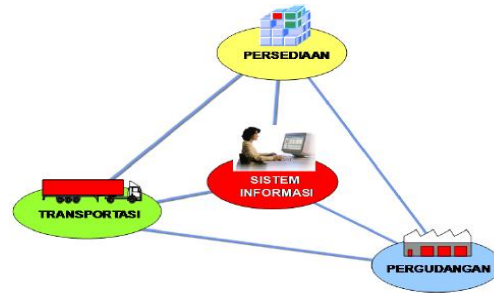 PERSEDIAAN
SISTEM
INFORMASI
TRANSPORTASI
PERGUDANGAN